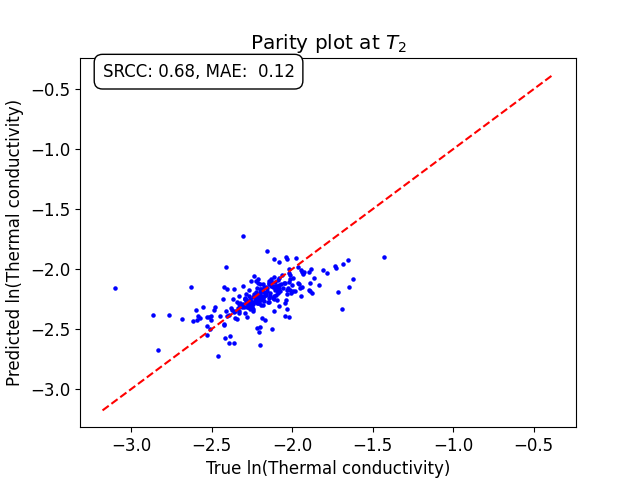 Parity plot at T₂
SRCC: 0.68, MAE:  0.12
Predicted ln(Thermal conductivity)
−0.5
−1.0
−1.5
−2.0
−2.5
−3.0
−3.0 −2.5 −2.0 −1.5 −1.0 −0.5
True ln(Thermal conductivity)